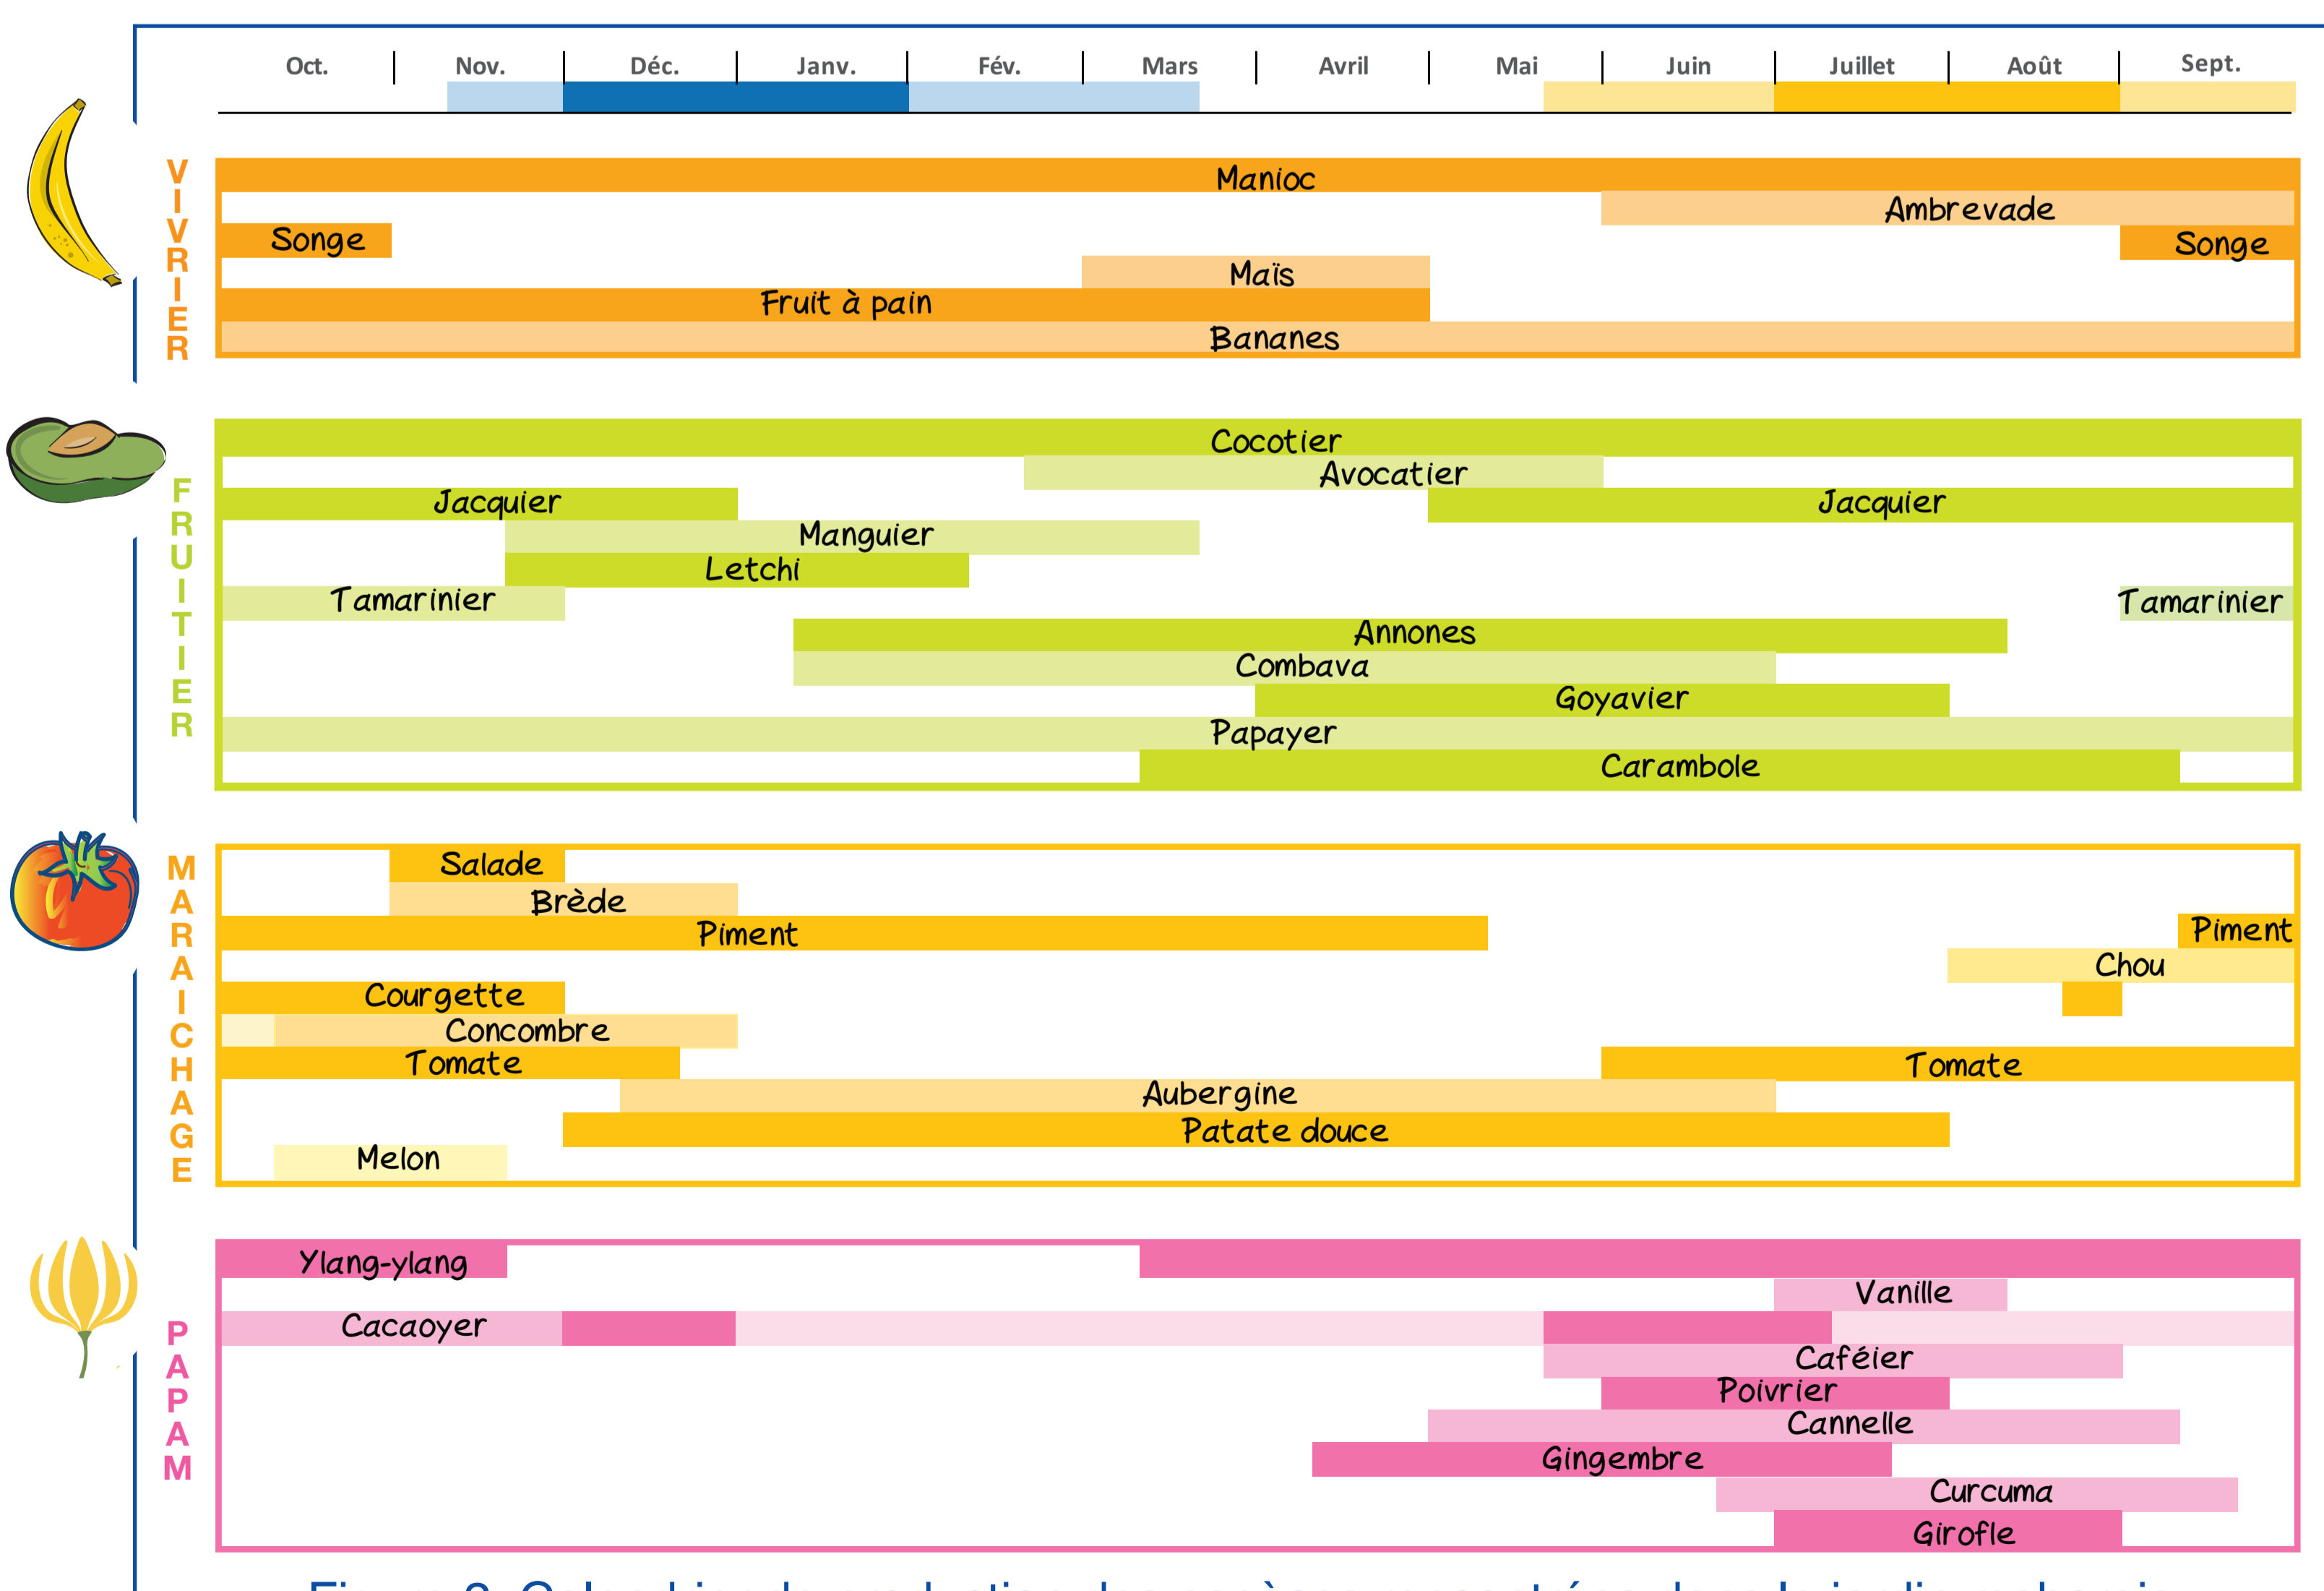 Oct. Nov. Déc. Janv. Fév. Mars Avril Mai Juin Juillet Août Sept.
VIVRIER
Manioc
Ambrevade
Songe Songe
Maïs
Fruit à pain
Bananes
FRUITIER
Cocotier
Avocatier
Jacquier Jacquier
Manguier
Letchi
Tamarinier Tamarinier
Annones
Combava
Goyavier
Papayer
Carambole
MARAICHAGE
Salade
Brède
Piment Piment
Chou
Courgette
Concombre
Tomate Tomate
Aubergine
Patate douce
Melon
PAPAM
Ylang-ylang
Vanille
Cacaoyer
Caféier
Poivrier
Cannelle
Gingembre
Curcuma
Girofle